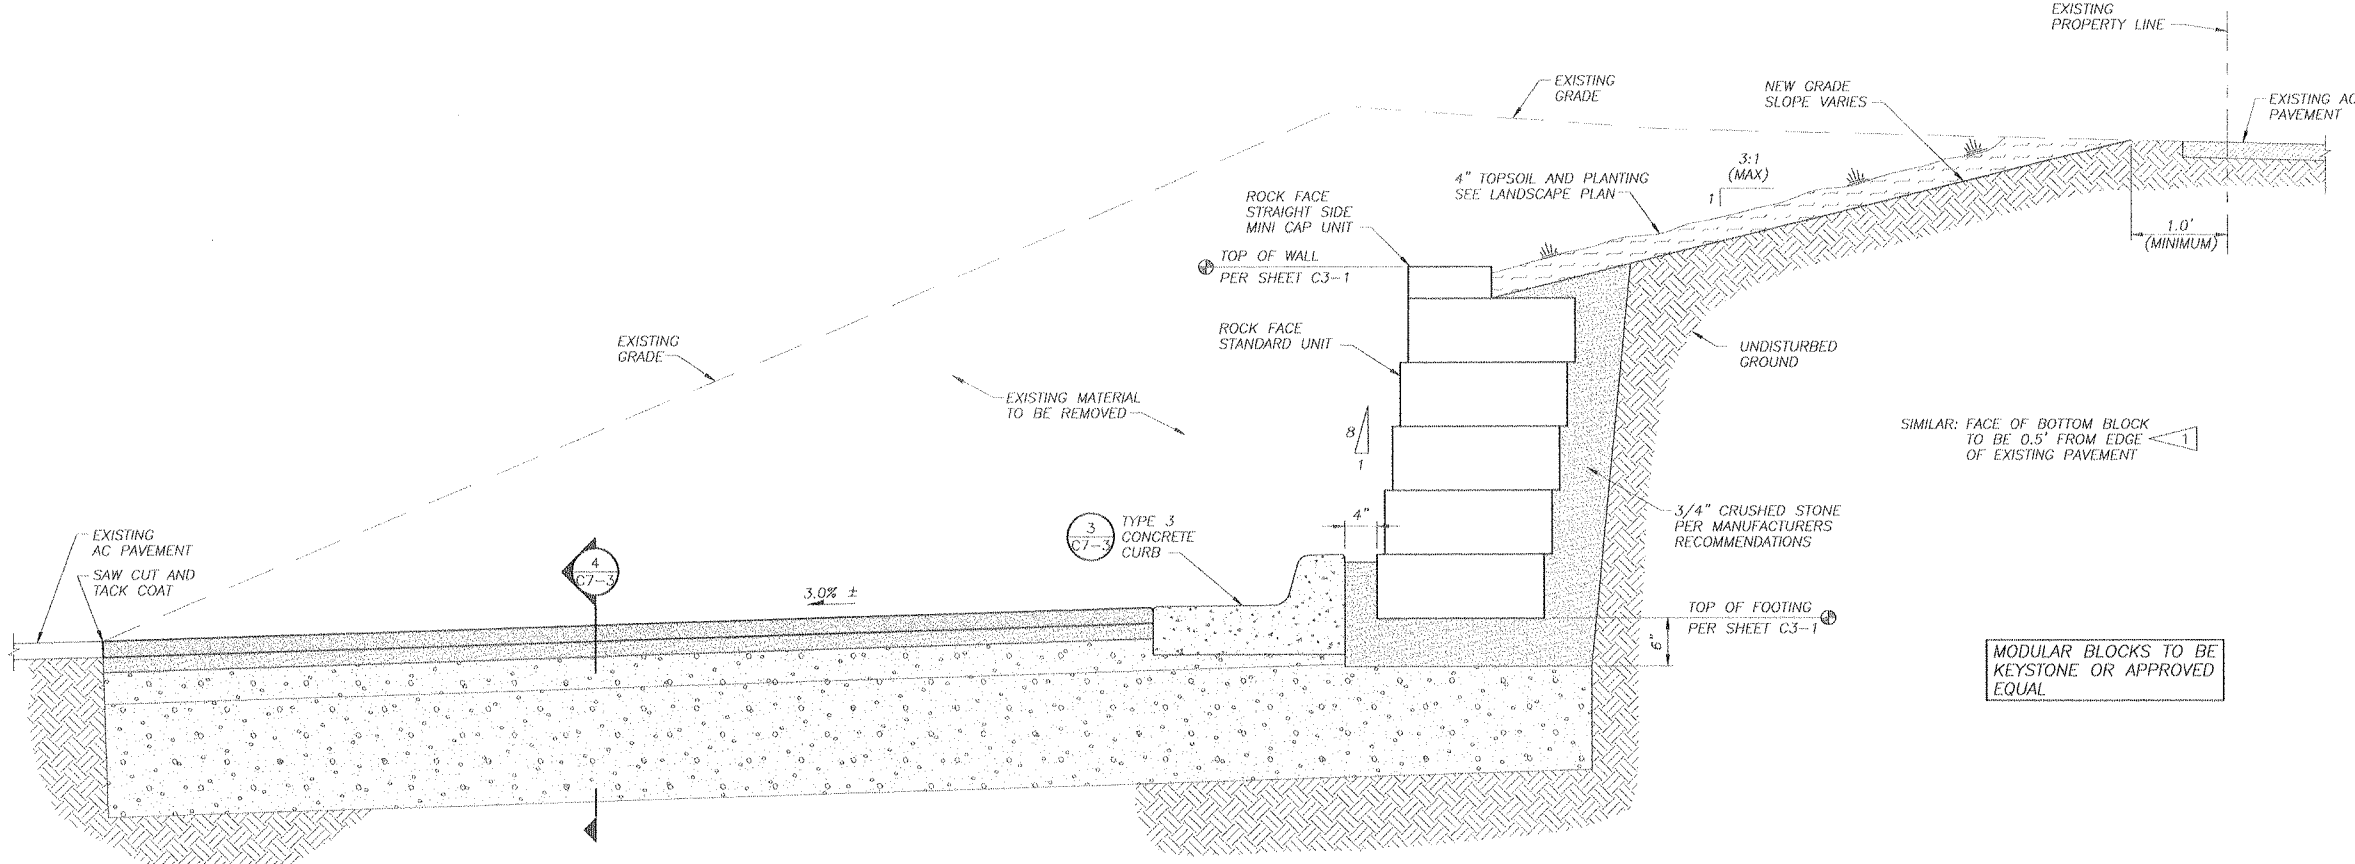 EXISTING
PROPERTY LINE
EXISTING
GRADE
NEW GRADE
SLOPE VARIES
EXISTING AC
PAVEMENT
3:1
(MAX)
1
4" TOPSOIL AND PLANTING
SEE LANDSCAPE PLAN
ROCK FACE
STRAIGHT SIDE
MINI CAP UNIT
1.0'
(MINIMUM)
TOP OF WALL
PER SHEET C3-1
ROCK FACE
STANDARD UNIT
EXISTING
GRADE
UNDISTURBED
GROUND
EXISTING MATERIAL
TO BE REMOVED
8
1
SIMILAR: FACE OF BOTTOM BLOCK
TO BE 0.5' FROM EDGE
OF EXISTING PAVEMENT
1
4"
3/4" CRUSHED STONE
PER MANUFACTURERS
RECOMMENDATIONS
3
C7-3
TYPE 3
CONCRETE
CURB
EXISTING
AC PAVEMENT
SAW CUT AND
TACK COAT
4
C7-3
3.0% ±
TOP OF FOOTING
PER SHEET C3-1
6"
MODULAR BLOCKS TO BE
KEYSTONE OR APPROVED
EQUAL